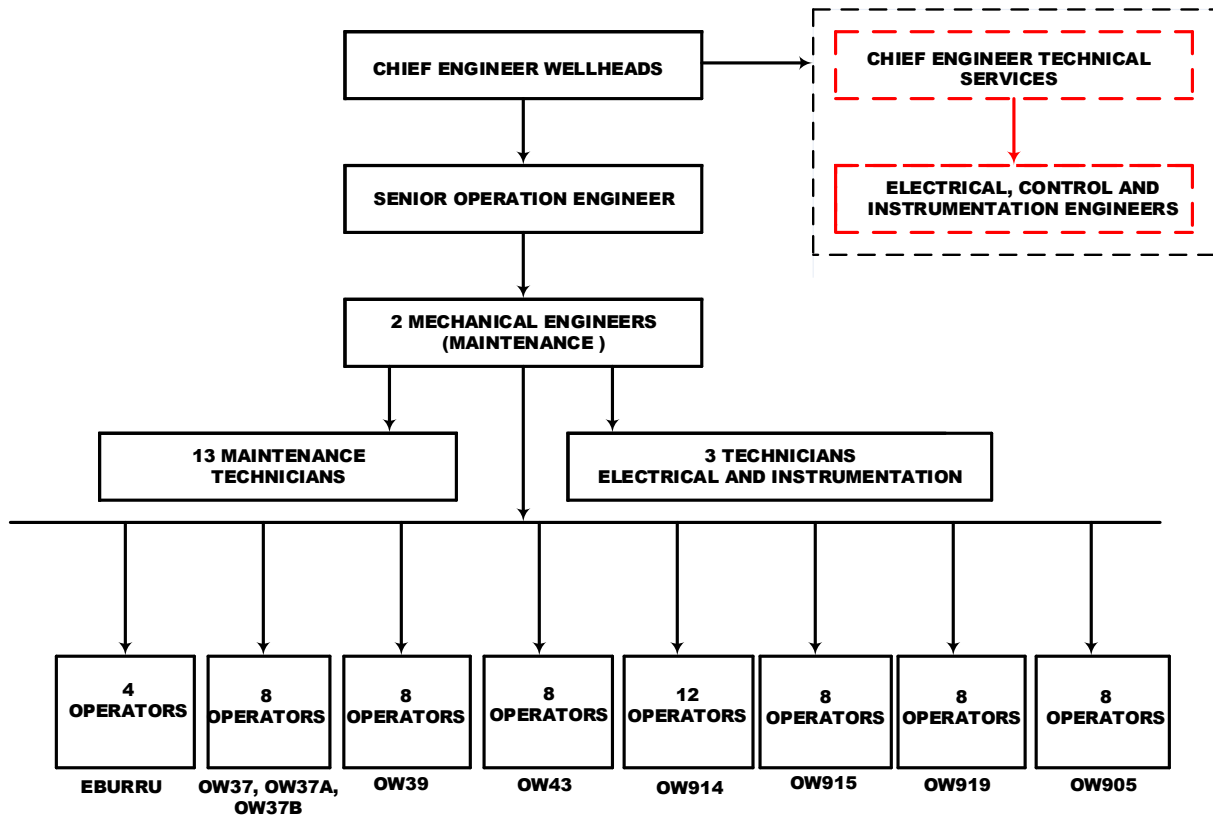 CHIEF ENGINEER WELLHEADS
CHIEF ENGINEER TECHNICAL
SERVICES
SENIOR OPERATION ENGINEER
ELECTRICAL, CONTROL AND
INSTRUMENTATION ENGINEERS
2 MECHANICAL ENGINEERS
(MAINTENANCE )
13 MAINTENANCE
TECHNICIANS
3 TECHNICIANS
ELECTRICAL AND INSTRUMENTATION
4
OPERATORS
EBURRU
8
OPERATORS
OW37, OW37A,
OW37B
8
OPERATORS
OW39
8
OPERATORS
OW43
12
OPERATORS
OW914
8
OPERATORS
OW915
8
OPERATORS
OW919
8
OPERATORS
OW905